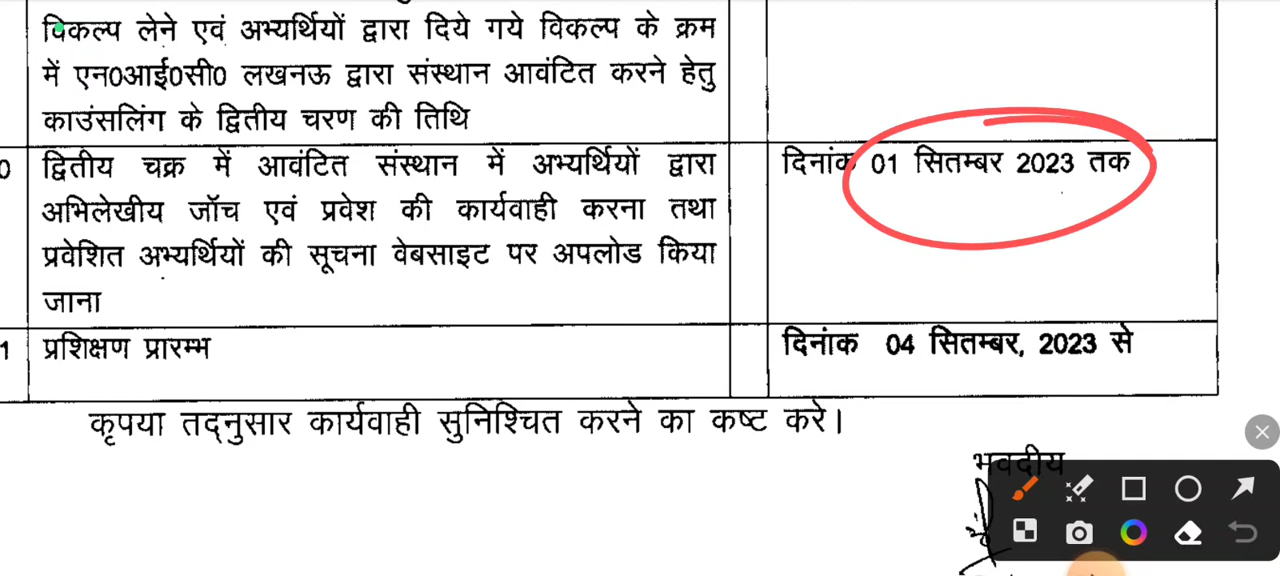 विकल्प लेने एवं अभ्यर्थियों द्वारा दिये गये विकल्प के क्रम
में एन0आई0सी0 लखनऊ द्वारा संस्थान आवंटित करने हेतु
काउंसलिंग के द्वितीय चरण की तिथि
0 द्वितीय चक्र में आवंटित संस्थान में अभ्यर्थियों द्वारा दिनांक 01 सितम्बर 2023 तक
अभिलेखीय जॉच एवं प्रवेश की कार्यवाही करना तथा
प्रवेशित अभ्यर्थियों की सूचना वेबसाइट पर अपलोड किया
जाना
1 प्रशिक्षण प्रारम्भ दिनांक 04 सितम्बर, 2023 से
कृपया तद्नुसार कार्यवाही सुनिश्चित करने का कष्ट करे।
भवदीय